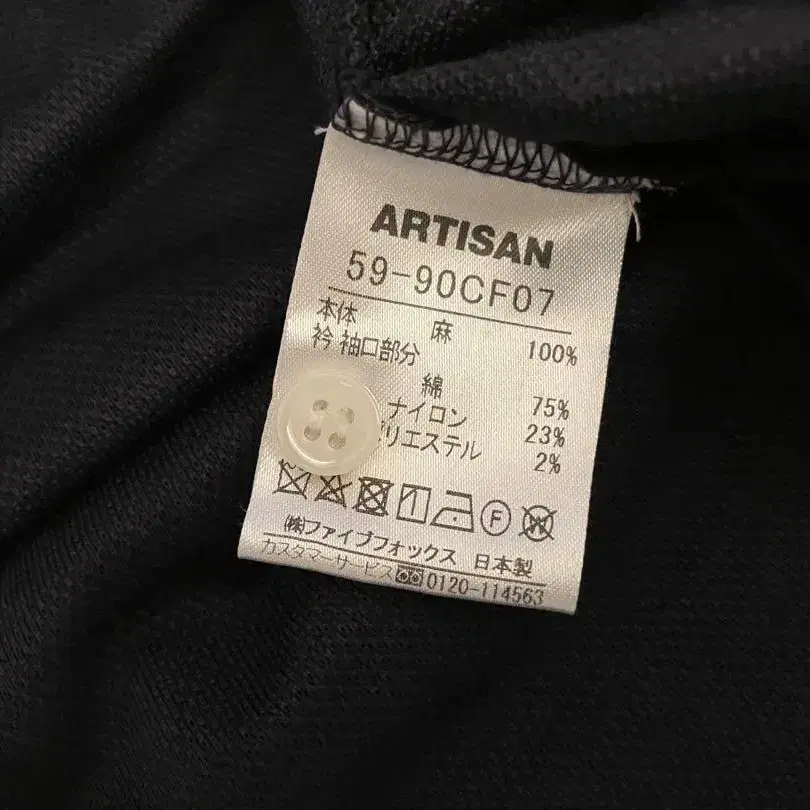 ARTISAN
59-90CF07
本体 麻 100%
衿 袖口部分
綿 75%
ナイロン 23%
リエステル 2%
F W
㈱ファイブフォックス 日本製
カスタマーサービス 0120-114563